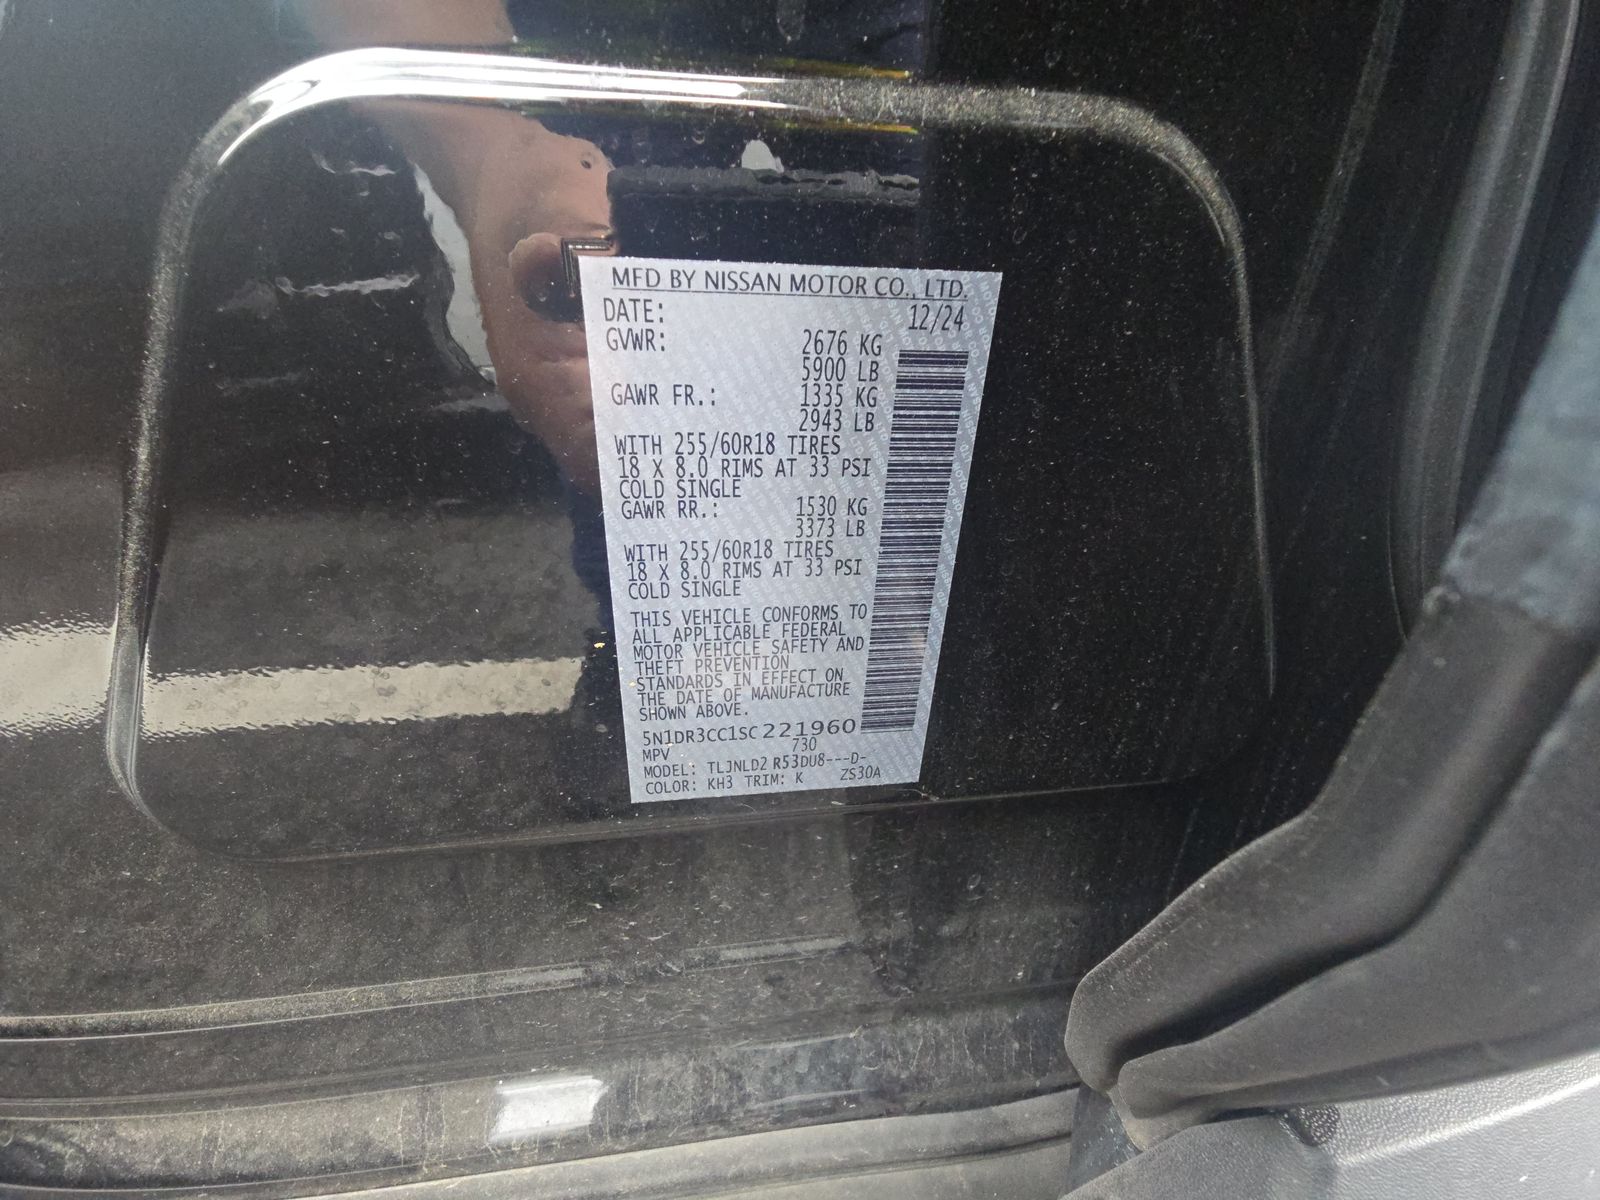 MFD BY NISSAN MOTOR CO., LTD.
DATE: 12/24
GVWR: 2676 KG
5900 LB
GAWR FR.: 1335 KG
2943 LB
WITH 255/60R18 TIRES
18 X 8.0 RIMS AT 33 PSI
COLD SINGLE
GAWR RR.: 1530 KG
3373 LB
WITH 255/60R18 TIRES
18 X 8.0 RIMS AT 33 PSI
COLD SINGLE
THIS VEHICLE CONFORMS TO
ALL APPLICABLE FEDERAL
MOTOR VEHICLE SAFETY AND
THEFT PREVENTION
STANDARDS IN EFFECT ON
THE DATE OF MANUFACTURE
SHOWN ABOVE.
5N1DR3CC1SC221960
MPV 730
MODEL: TLJNLD2 R53DU8---D-
COLOR: KH3 TRIM: K ZS30A